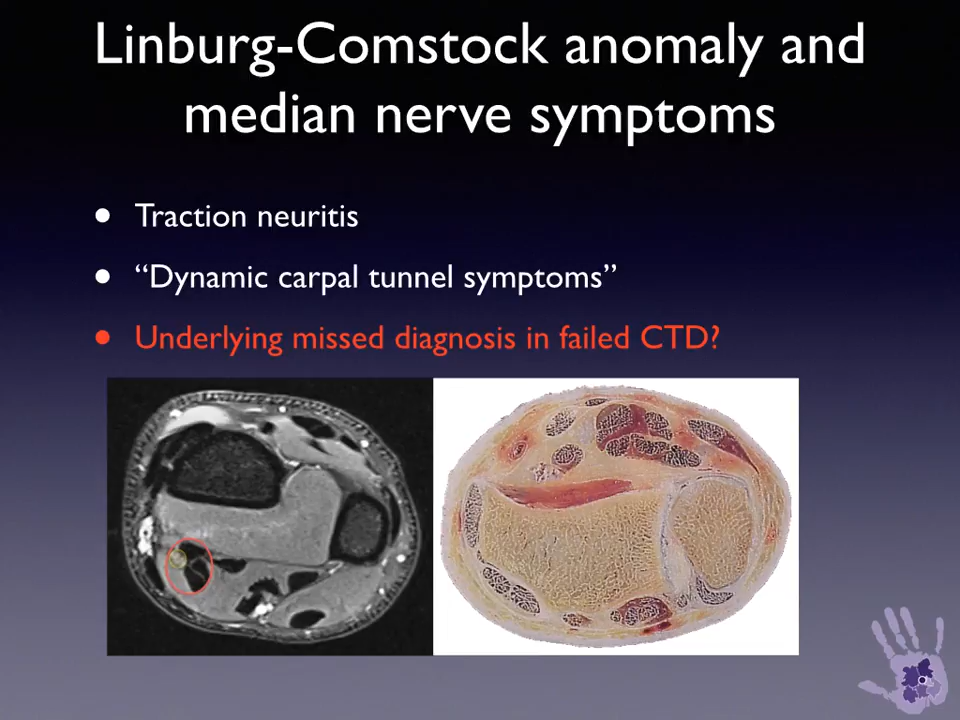 Linburg-Comstock anomaly and
median nerve symptoms
• Traction neuritis
• “Dynamic carpal tunnel symptoms”
• Underlying missed diagnosis in failed CTD?